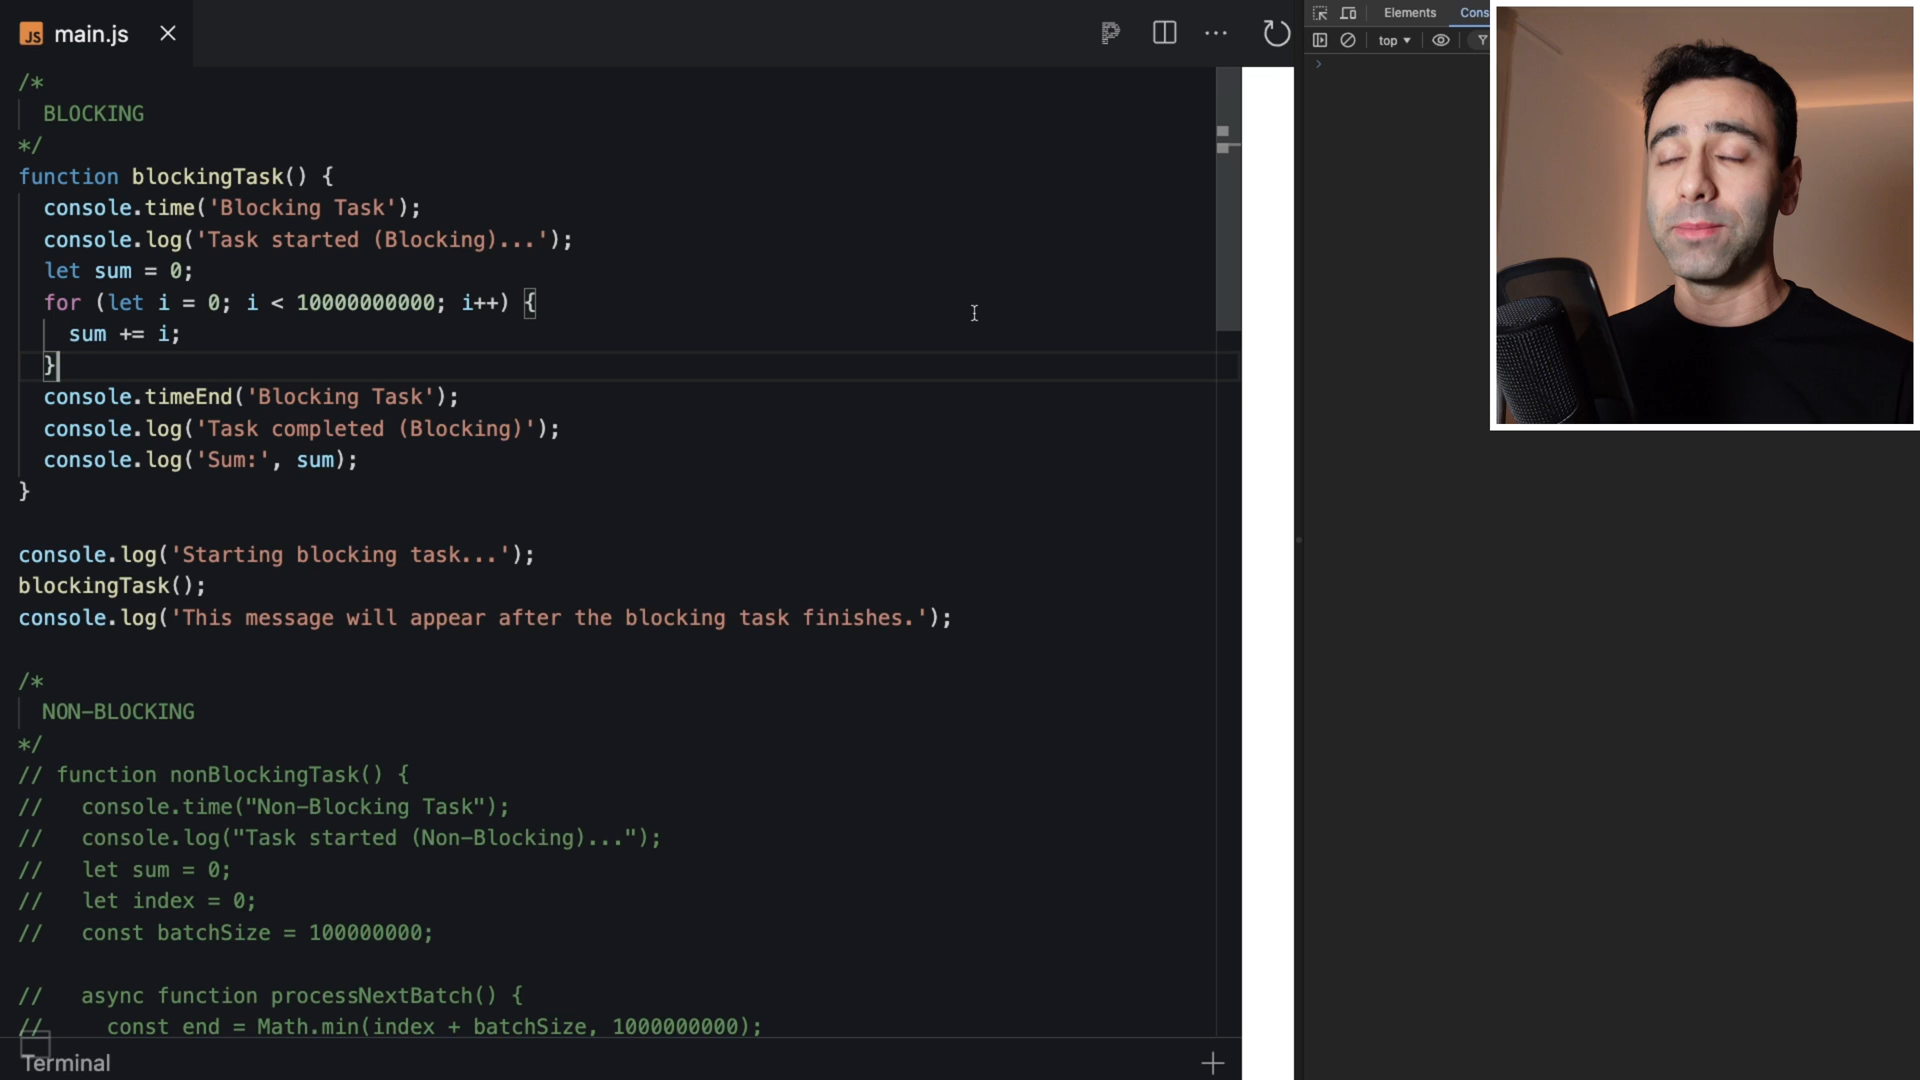 JS main.js
Elements Cons
top
/*
BLOCKING
*/
function blockingTask() {
console.time('Blocking Task');
console.log('Task started (Blocking)...');
let sum = 0;
for (let i = 0; i < 10000000000; i++) {
sum += i;
}
console.timeEnd('Blocking Task');
console.log('Task completed (Blocking)');
console.log('Sum:', sum);
}
console.log('Starting blocking task...');
blockingTask();
console.log('This message will appear after the blocking task finishes.');
/*
NON-BLOCKING
*/
// function nonBlockingTask() {
// console.time("Non-Blocking Task");
// console.log("Task started (Non-Blocking)...");
// let sum = 0;
// let index = 0;
// const batchSize = 100000000;
// async function processNextBatch() {
// const end = Math.min(index + batchSize, 1000000000);
Terminal